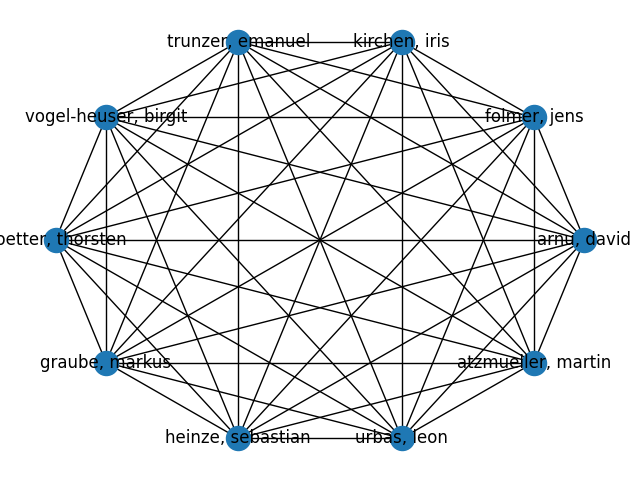 trunzer, emanuel
kirchen, iris
vogel-heuser, birgit
folmer, jens
thorsten
arnu, david
graube, markus
atzmueller, martin
heinze, sebastian
urbas, leon